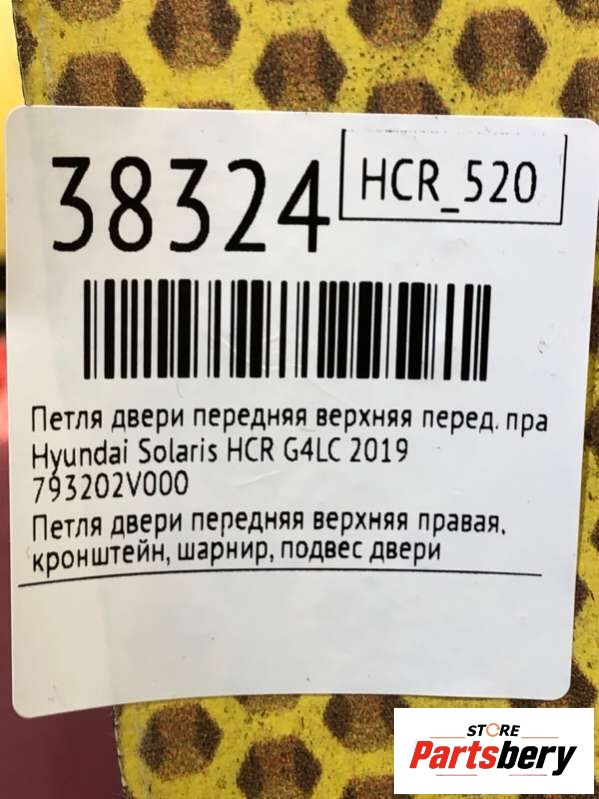 38324
HCR_520
Петля двери передняя верхняя перед. пра
Hyundai Solaris HCR G4LC 2019
793202V000
Петля двери передняя верхняя правая,
кронштейн, шарнир, подвес двери
STORE
Partsbery